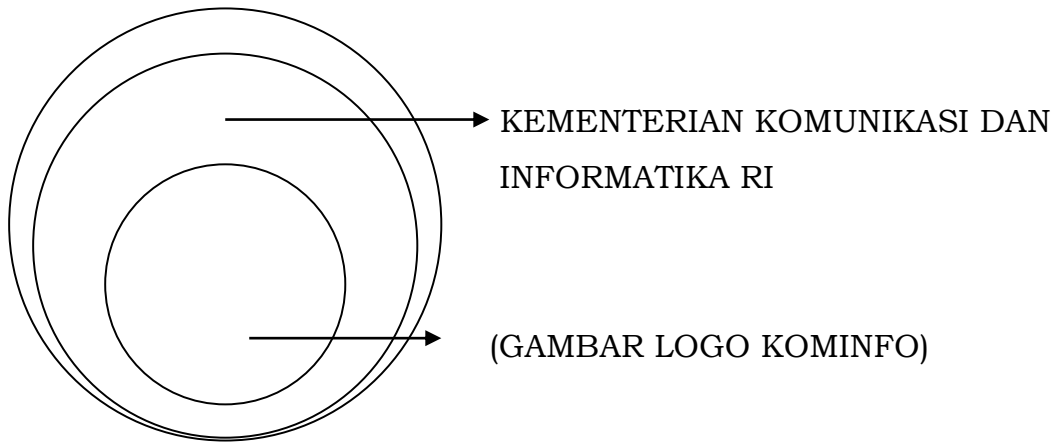 KEMENTERIAN KOMUNIKASI DAN
INFORMATIKA RI
(GAMBAR LOGO KOMINFO)